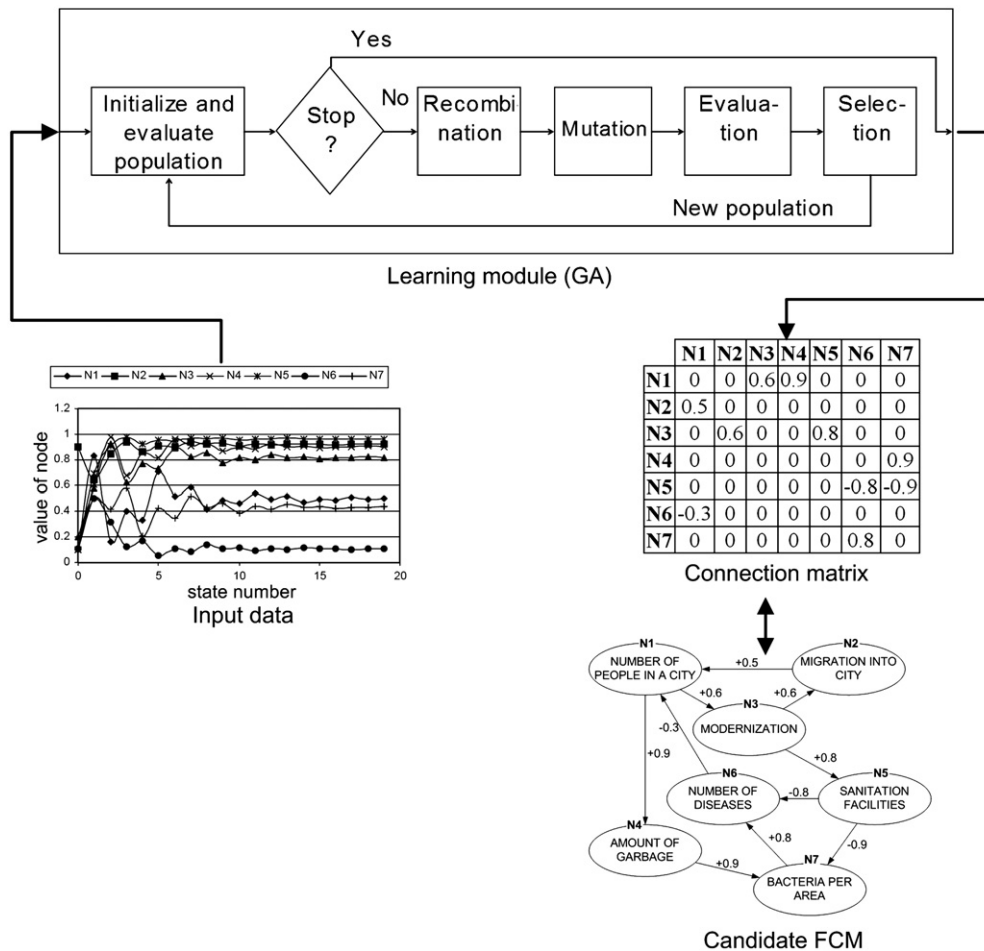 Yes
Initialize and
evaluate
population
Stop
?
No
Recombi
nation
Mutation
Evalua-
tion
Selec-
tion
New population
Learning module (GA)
N1 N2 N3 N4 N5 N6 N7
1.2
1
0.8
0.6
0.4
0.2
0
value of node
0 5 10 15 20
state number
Input data
N1 N2 N3 N4 N5 N6 N7
N1 0 0 0.6 0.9 0 0 0
N2 0.5 0 0 0 0 0 0
N3 0 0.6 0 0 0.8 0 0
N4 0 0 0 0 0 0 0.9
N5 0 0 0 0 0 -0.8 -0.9
N6 -0.3 0 0 0 0 0 0
N7 0 0 0 0 0 0.8 0
Connection matrix
N1
NUMBER OF
PEOPLE IN A CITY
+0.5
N2
MIGRATION INTO
CITY
+0.6
+0.6
N3
MODERNIZATION
-0.3
+0.9
+0.8
N6
NUMBER OF
DISEASES
-0.8
N5
SANITATION
FACILITIES
N4
AMOUNT OF
GARBAGE
+0.8
-0.9
+0.9
N7
BACTERIA PER
AREA
Candidate FCM